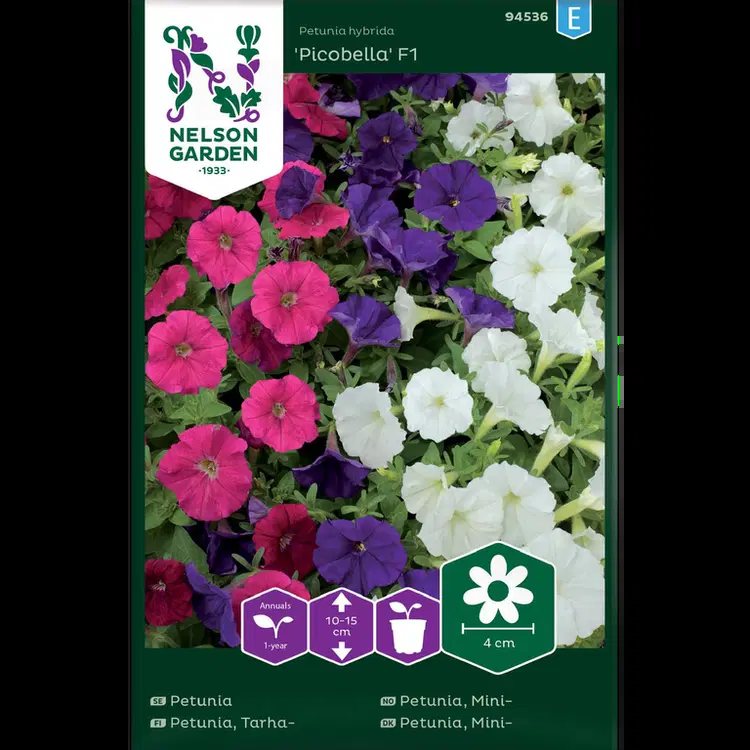 94536
E
Petunia hybrida
'Picobella' F1
NELSON
GARDEN
·1933·
Annuals
1-year
10-15
cm
4 cm
SE Petunia
NO Petunia, Mini-
FI Petunia, Tarha-
DK Petunia, Mini-